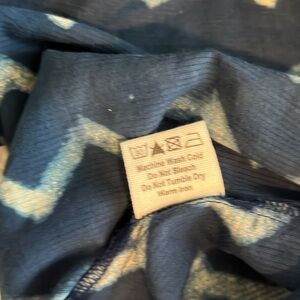 Machine Wash Cold
Do Not Bleach
Do Not Tumble Dry
Warm Iron